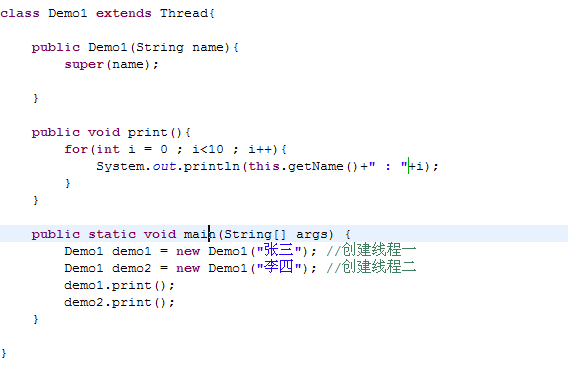 class Demo1 extends Thread{
public Demo1(String name){
super(name);
}
public void print(){
for(int i = 0 ; i<10 ; i++){
System.out.println(this.getName()+" : "+i);
}
}
public static void main(String[] args) {
Demo1 demo1 = new Demo1("张三"); //创建线程一
Demo1 demo2 = new Demo1("李四"); //创建线程二
demo1.print();
demo2.print();
}
}